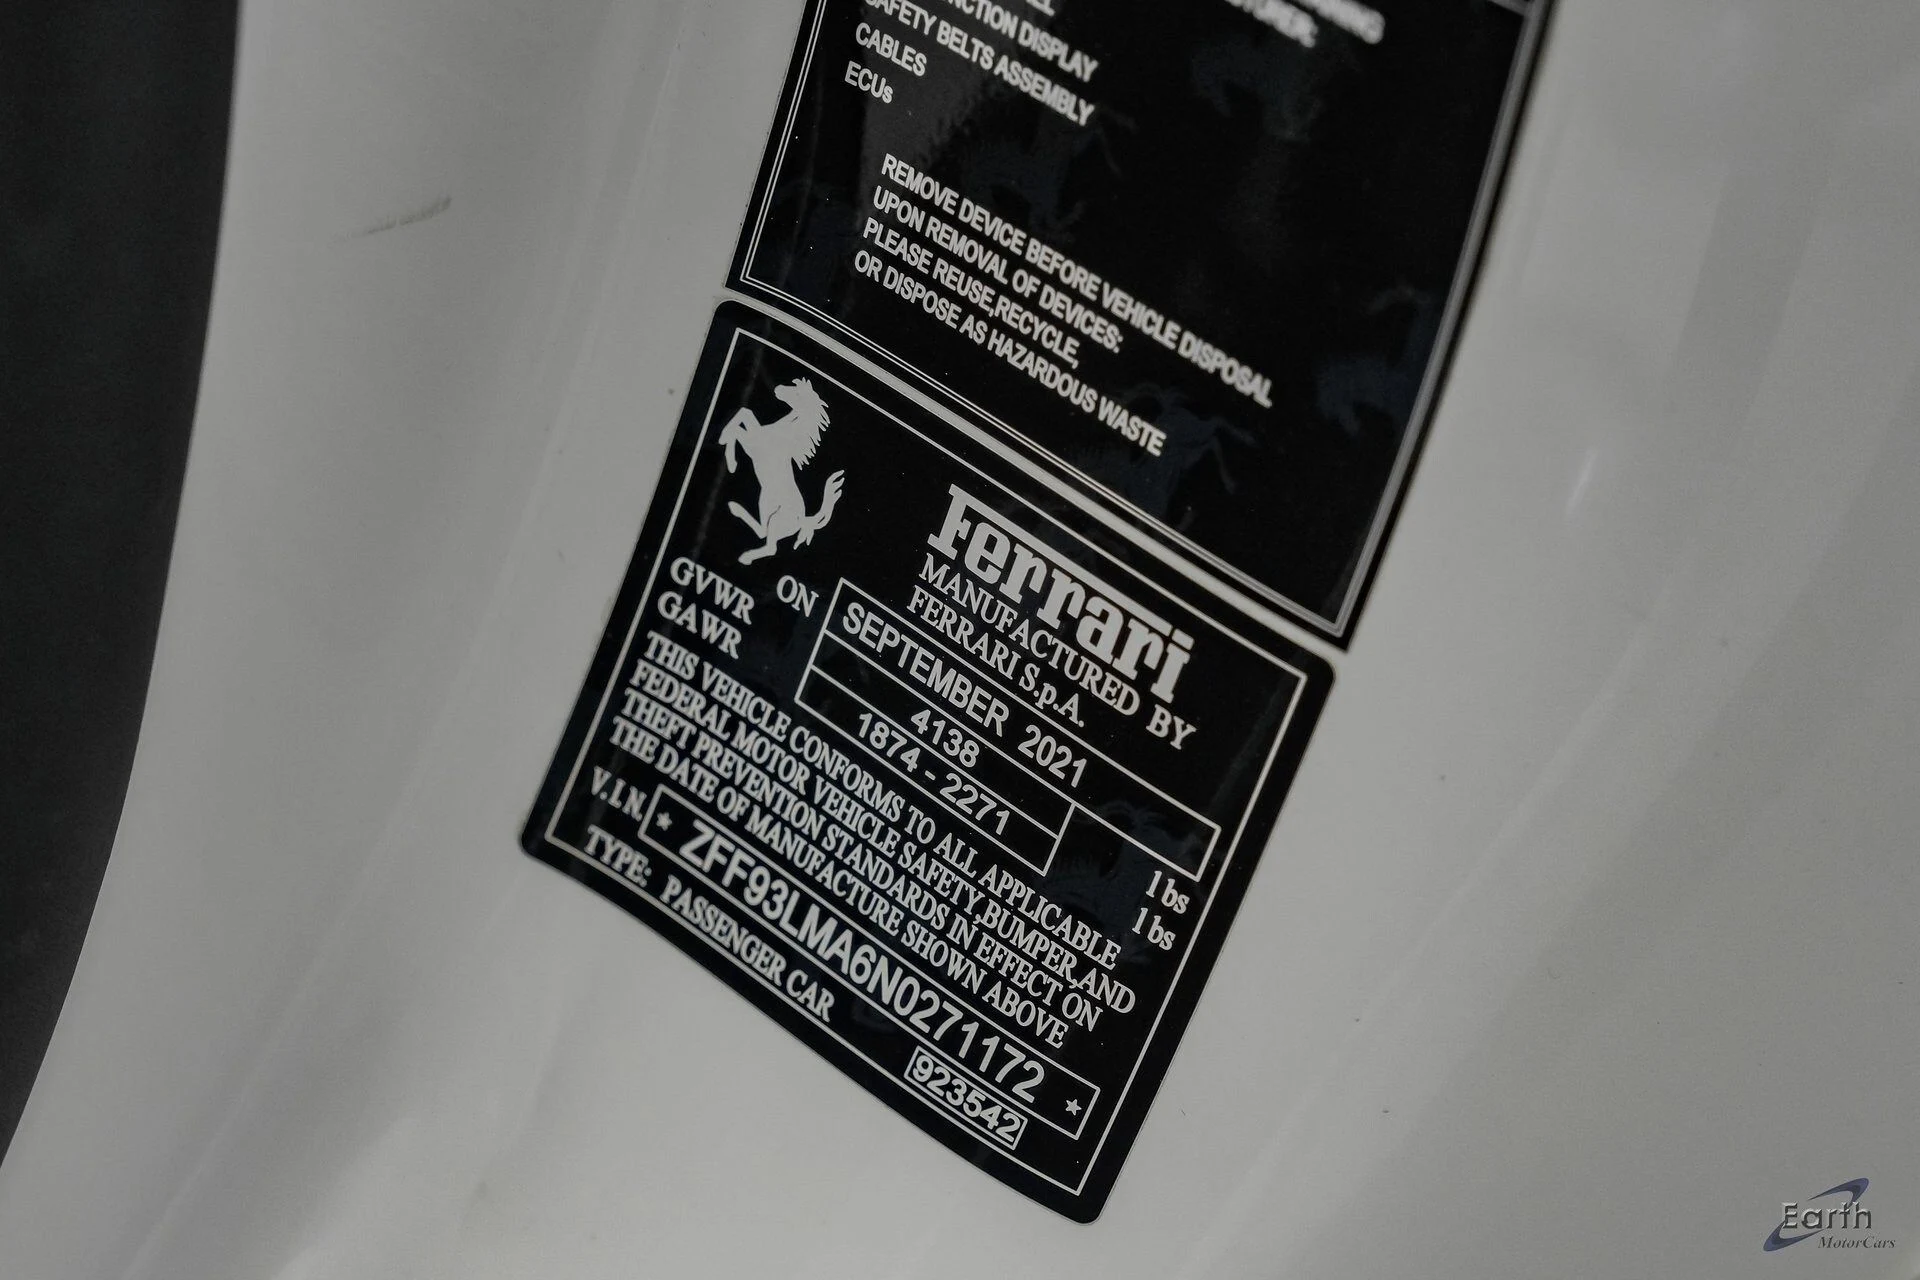 FUNCTION DISPLAY
SAFETY BELTS ASSEMBLY
CABLES
ECUs
REMOVE DEVICE BEFORE VEHICLE DISPOSAL
UPON REMOVAL OF DEVICES:
PLEASE REUSE,RECYCLE,
OR DISPOSE AS HAZARDOUS WASTE
Ferrari
MANUFACTURED BY
FERRARI S.p.A.
ON SEPTEMBER 2021
GVWR 4138 lbs
GAWR 1874 - 2271 lbs
THIS VEHICLE CONFORMS TO ALL APPLICABLE
FEDERAL MOTOR VEHICLE SAFETY,BUMPER,AND
THEFT PREVENTION STANDARDS IN EFFECT ON
THE DATE OF MANUFACTURE SHOWN ABOVE
V.I.N. * ZFF93LMA6N0271172 *
TYPE: PASSENGER CAR
923542
Earth
MotorCars